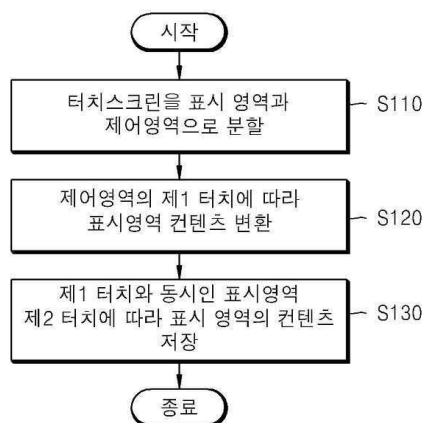 시작
터치스크린을 표시 영역과
제어영역으로 분할
S110
제어영역의 제1 터치에 따라
표시영역 컨텐츠 변환
S120
제1 터치와 동시인 표시영역
제2 터치에 따라 표시 영역의 컨텐츠
저장
S130
종료